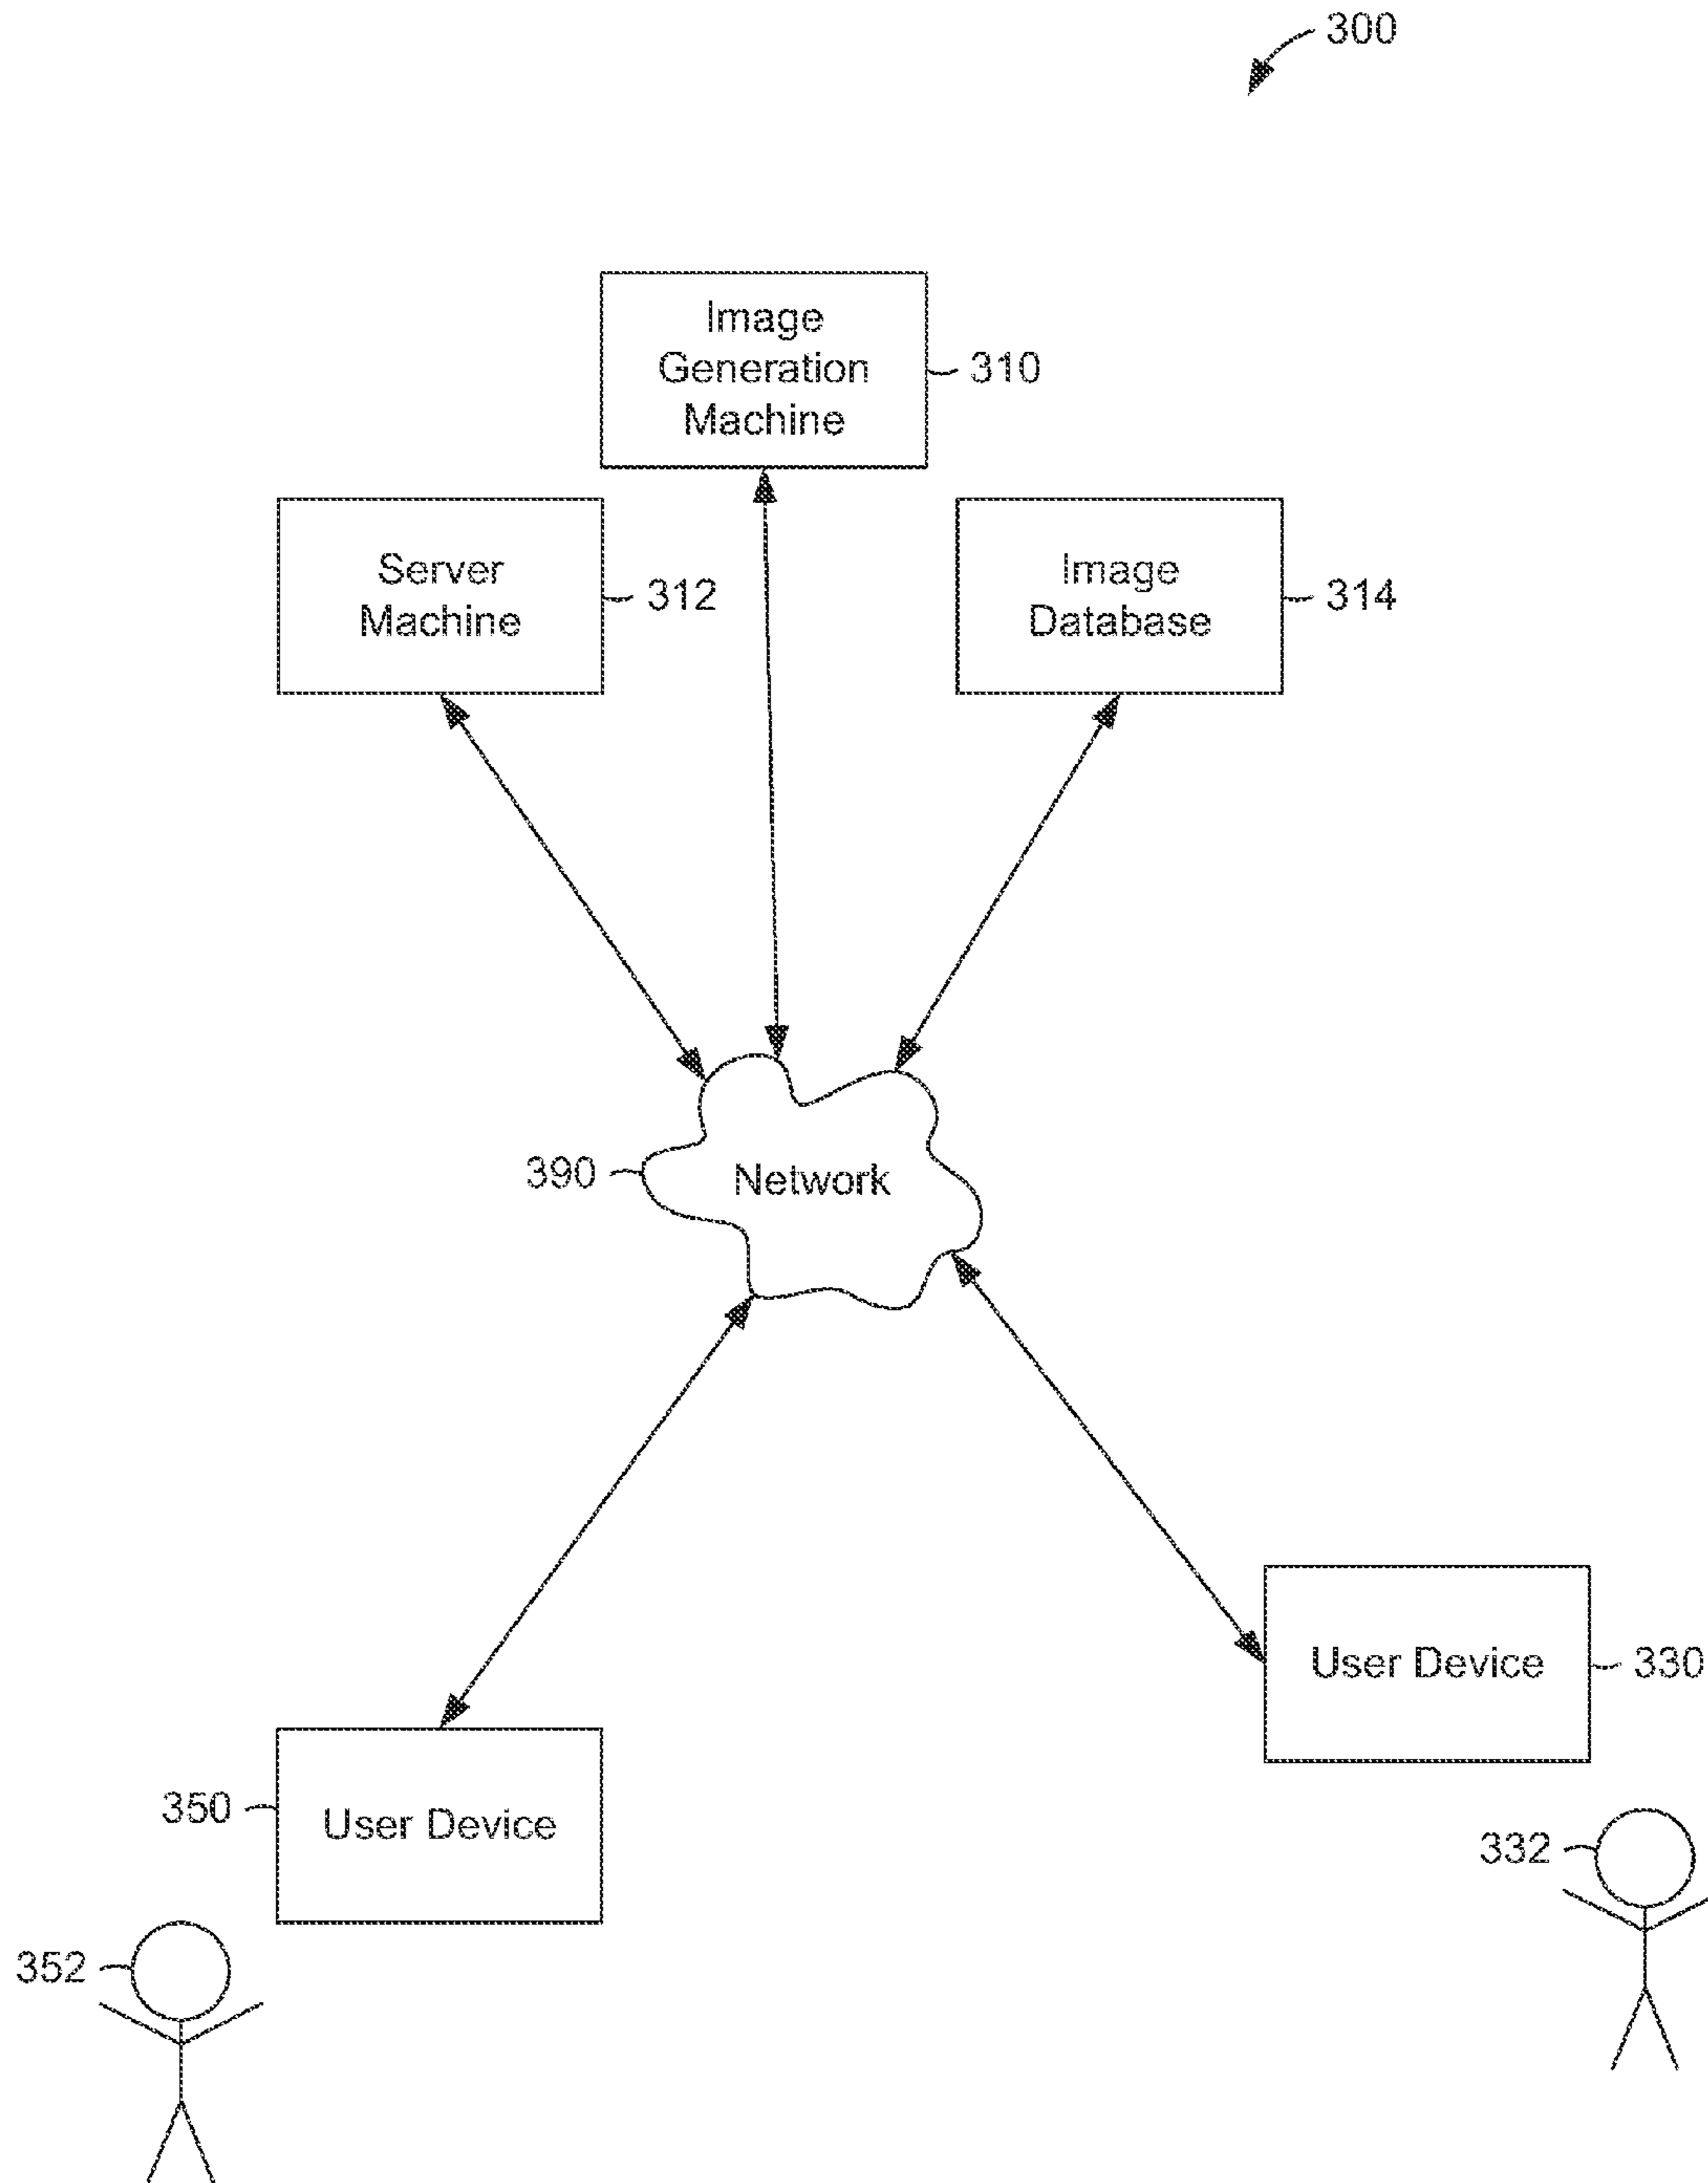 300
Image
Generation
Machine
310
Server
Machine
312
Image
Database
314
390
Network
User Device
330
350
User Device
332
352